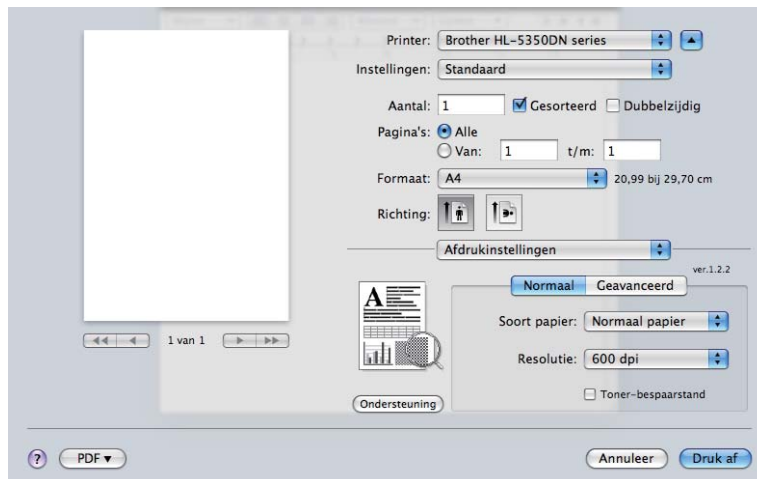 Printer: Brother HL-5350DN series
Instellingen: Standaard
Aantal: 1 Gesorteerd Dubbelzijdig
Pagina's: Alle
Van: 1 t/m: 1
Formaat: A4 20,99 bij 29,70 cm
Richting:
Afdrukinstellingen
ver.1.2.2
Normaal Geavanceerd
A
Soort papier: Normaal papier
1 van 1
Resolutie: 600 dpi
Toner-bespaarstand
Ondersteuning
? PDF Annuleer Druk af